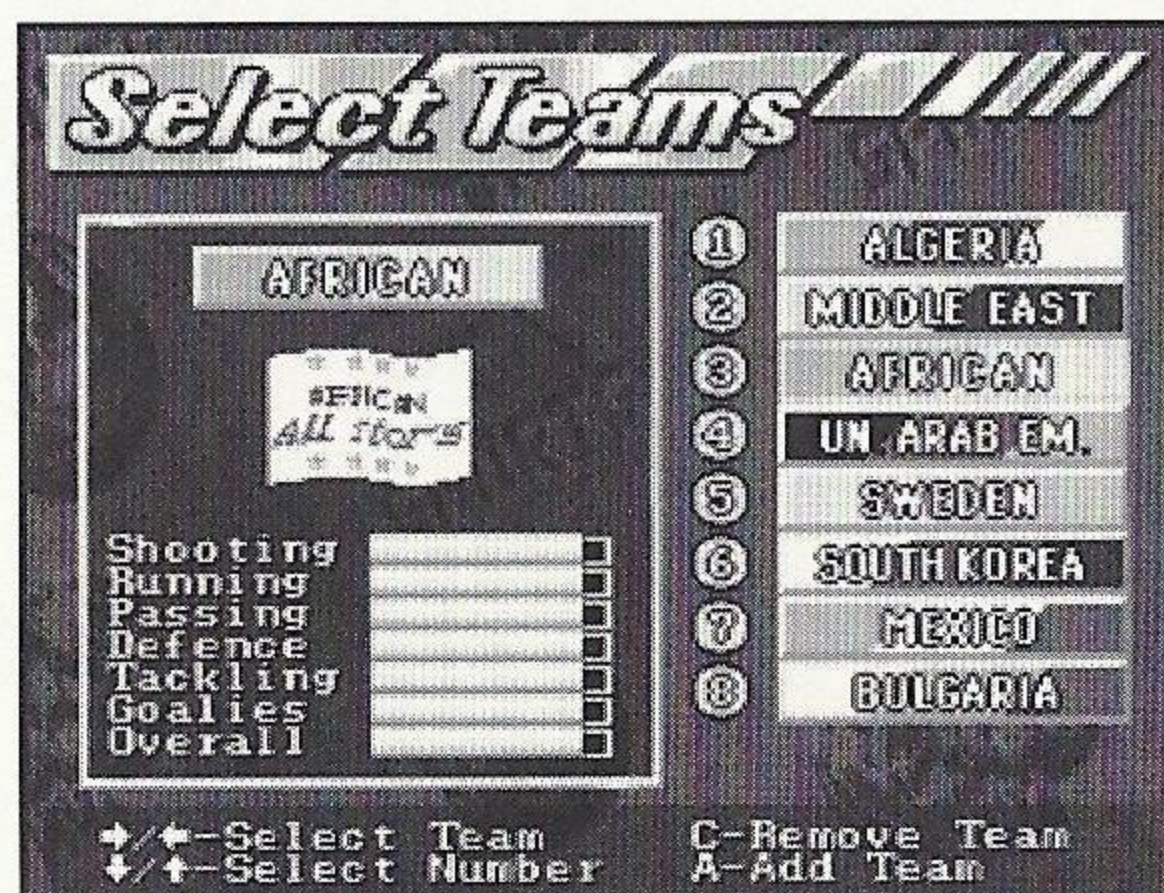 Select Teams
AFRICAN
AFRICAN
All Stars
Shooting
Running
Passing
Defence
Tackling
Goalies
Overall
1 ALGERIA
2 MIDDLE EAST
3 AFRICAN
4 UN. ARAB EM.
5 SWEDEN
6 SOUTH KOREA
7 MEXICO
8 BULGARIA
→/←-Select Team
↓/↑-Select Number
C-Remove Team
A-Add Team